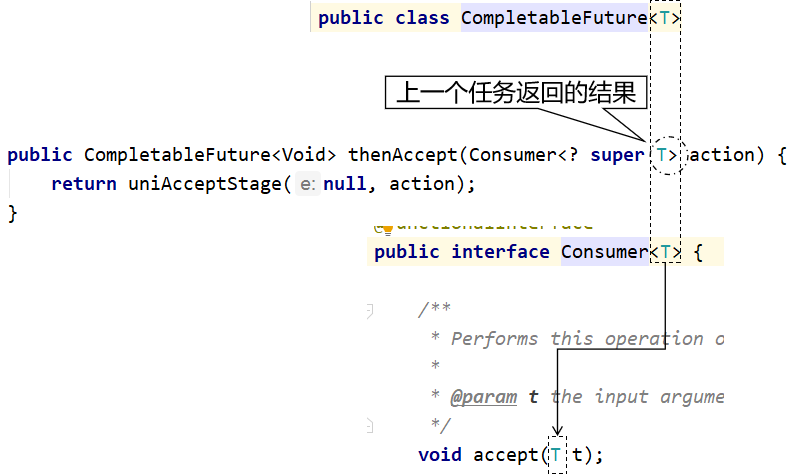 public class CompletableFuture<T>
上一个任务返回的结果
public CompletableFuture<Void> thenAccept(Consumer<? super T> action) {
return uniAcceptStage( e: null, action);
}
public interface Consumer<T> {
/**
* Performs this operation o
*
* @param t the input argume
*/
void accept(T t);